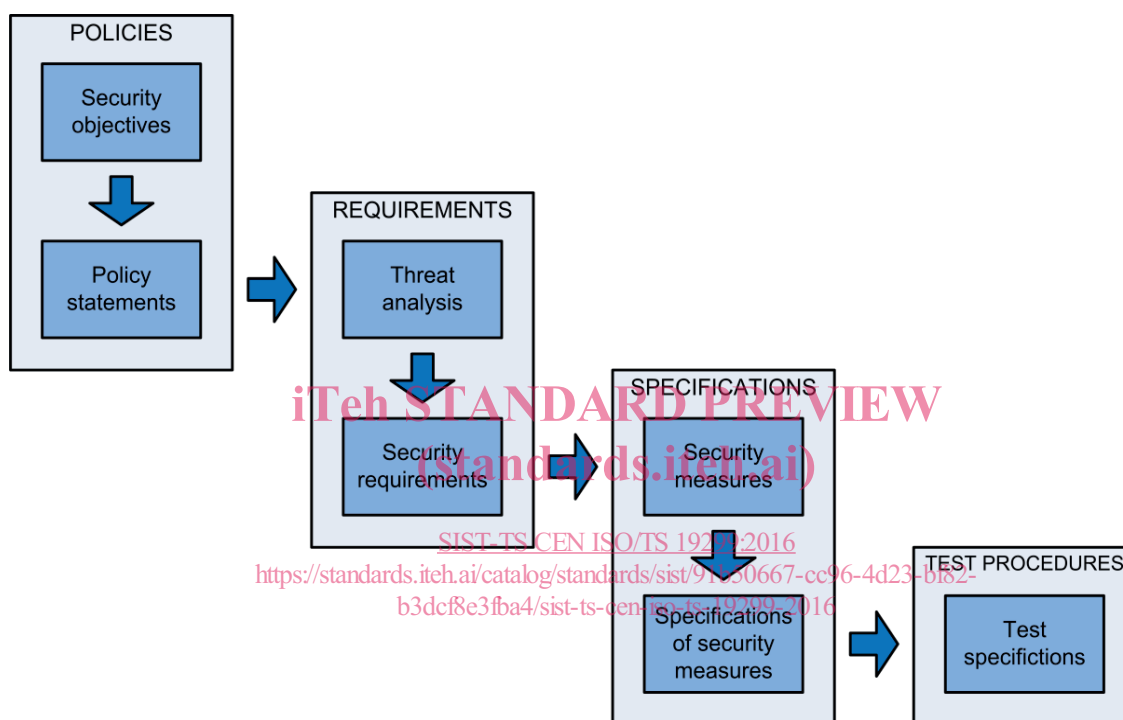 POLICIES
Security
objectives
Policy
statements
REQUIREMENTS
Threat
analysis
Security
requirements
SPECIFICATIONS
iTeh STANDARD PREVIEW
Security
measures
(standards.iteh.ai)
SIST-TS CEN ISO/TS 19299:2016
https://standards.iteh.ai/catalog/standards/sist/91b50667-cc96-4d23-bf82-
b3dcf8e3fba4/sist-ts-cen-iso-ts-19299-2016
Specifications
of security
measures
TEST PROCEDURES
Test
specifictions